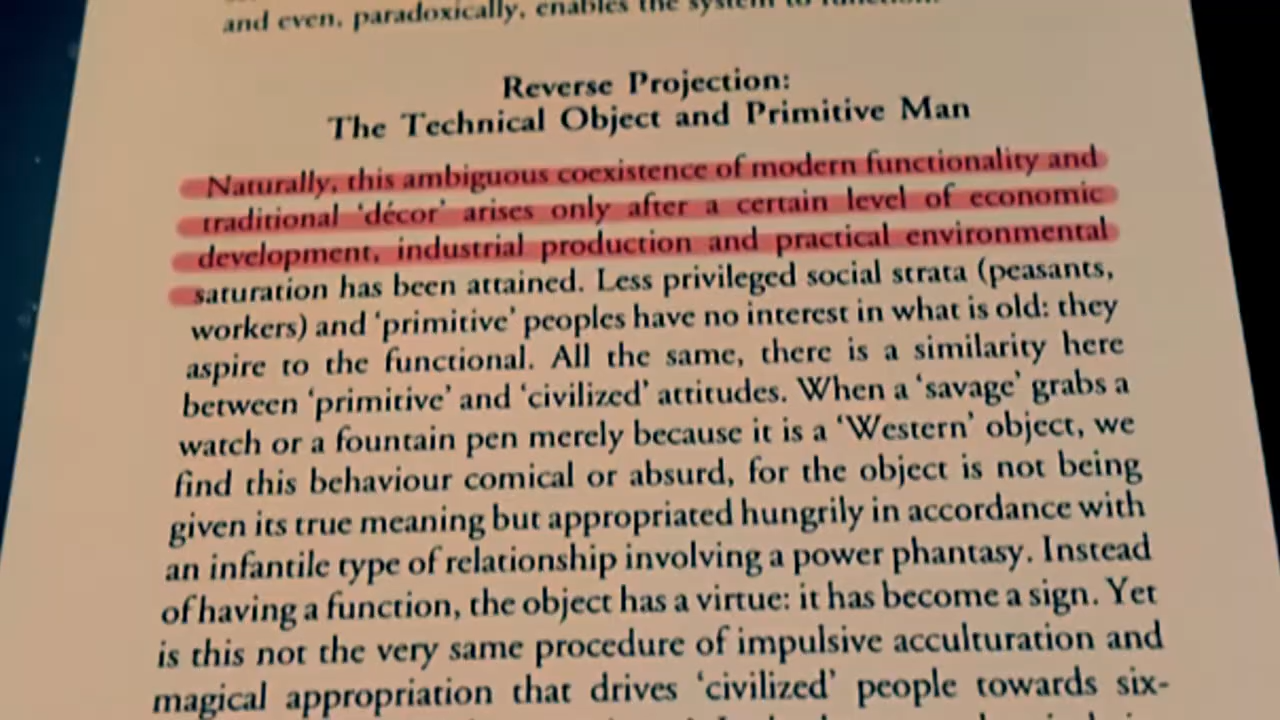 and even, paradoxically, enables the system to function.
Reverse Projection:
The Technical Object and Primitive Man
Naturally, this ambiguous coexistence of modern functionality and
traditional ‘décor’ arises only after a certain level of economic
development, industrial production and practical environmental
saturation has been attained. Less privileged social strata (peasants,
workers) and ‘primitive’ peoples have no interest in what is old: they
aspire to the functional. All the same, there is a similarity here
between ‘primitive’ and ‘civilized’ attitudes. When a ‘savage’ grabs a
watch or a fountain pen merely because it is a ‘Western’ object, we
find this behaviour comical or absurd, for the object is not being
given its true meaning but appropriated hungrily in accordance with
an infantile type of relationship involving a power phantasy. Instead
of having a function, the object has a virtue: it has become a sign. Yet
is this not the very same procedure of impulsive acculturation and
magical appropriation that drives ‘civilized’ people towards six-